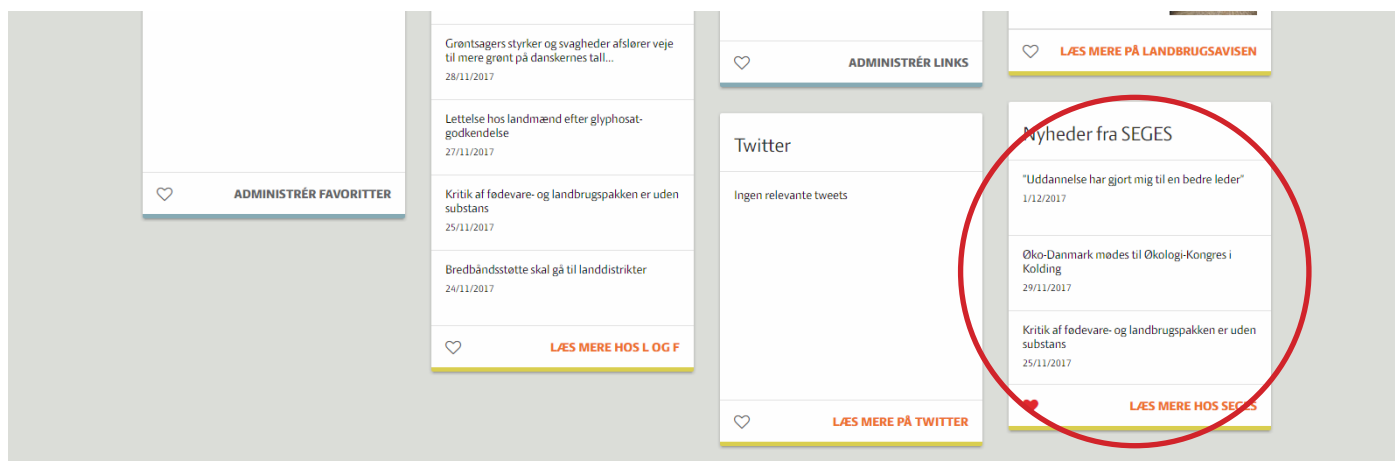 ADMINISTRÉR FAVORITTER
Grøntsagers styrker og svagheder afslører veje
til mere grønt på danskernes tall...
28/11/2017
Lettelse hos landmænd efter glyphosat-
godkendelse
27/11/2017
Kritik af fødevare- og landbrugspakken er uden
substans
25/11/2017
Bredbåndsstøtte skal gå til landdistrikter
24/11/2017
LÆS MERE HOS L OG F
ADMINISTRÉR LINKS
Twitter
Ingen relevante tweets
LÆS MERE PÅ TWITTER
LÆS MERE PÅ LANDBRUGSAVISEN
Nyheder fra SEGES
"Uddannelse har gjort mig til en bedre leder"
1/12/2017
Øko-Danmark mødes til Økologi-Kongres i
Kolding
29/11/2017
Kritik af fødevare- og landbrugspakken er uden
substans
25/11/2017
LÆS MERE HOS SEGES